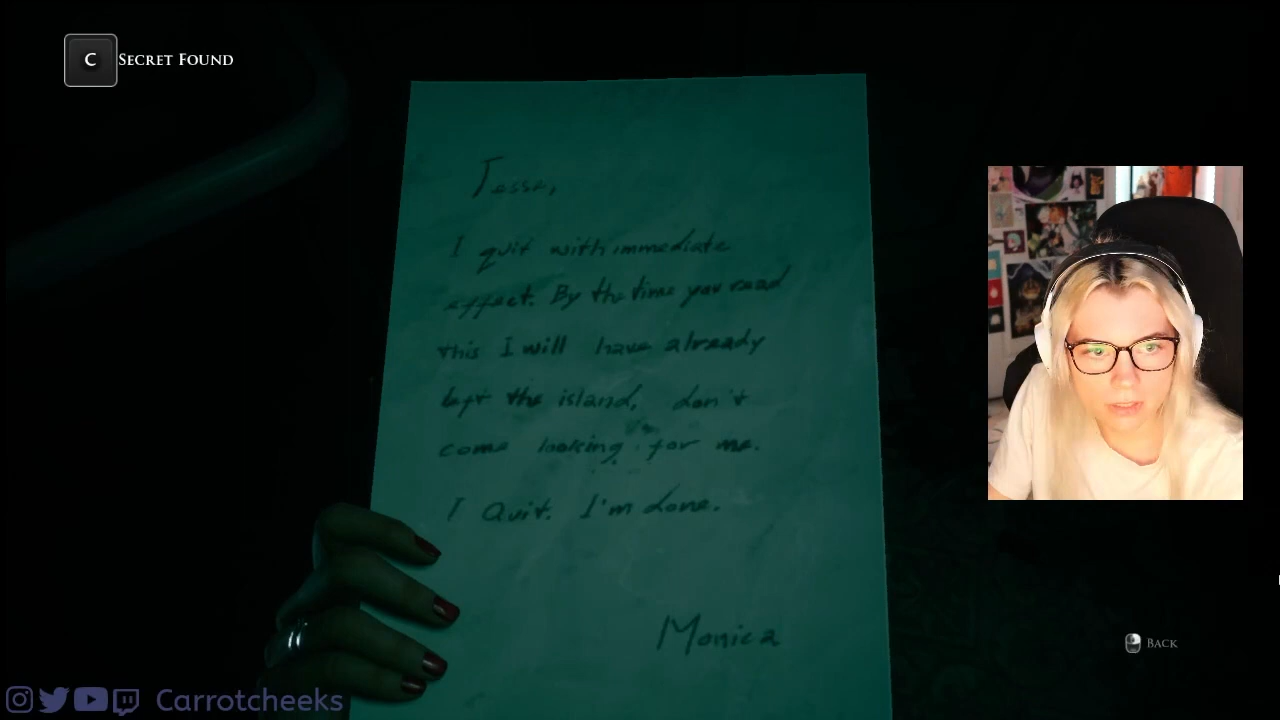 C SECRET FOUND
Tessa,
I quit with immediate
effect. By the time you read
this I will have already
left the island, don't
come looking for me.
I Quit. I'm done.
Monica
BACK
Carrotcheeks